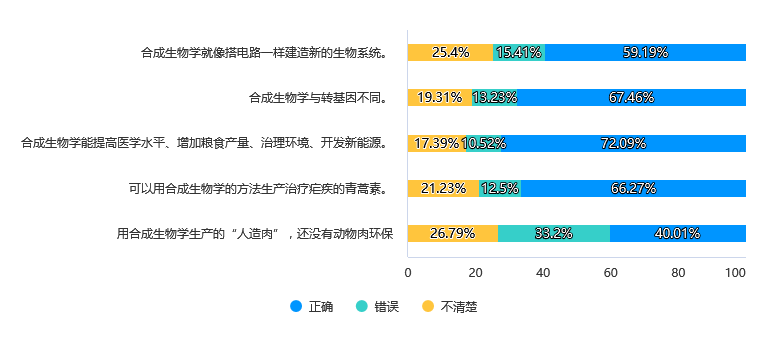 合成生物学就像搭电路一样建造新的生物系统。 25.4% 15.41% 59.19%
合成生物学与转基因不同。 19.31% 13.23% 67.46%
合成生物学能提高医学水平、增加粮食产量、治理环境、开发新能源。 17.39% 10.52% 72.09%
可以用合成生物学的方法生产治疗疟疾的青蒿素。 21.23% 12.5% 66.27%
用合成生物学生产的“人造肉”，还没有动物肉环保 26.79% 33.2% 40.01%
0 20 40 60 80 100
正确 错误 不清楚